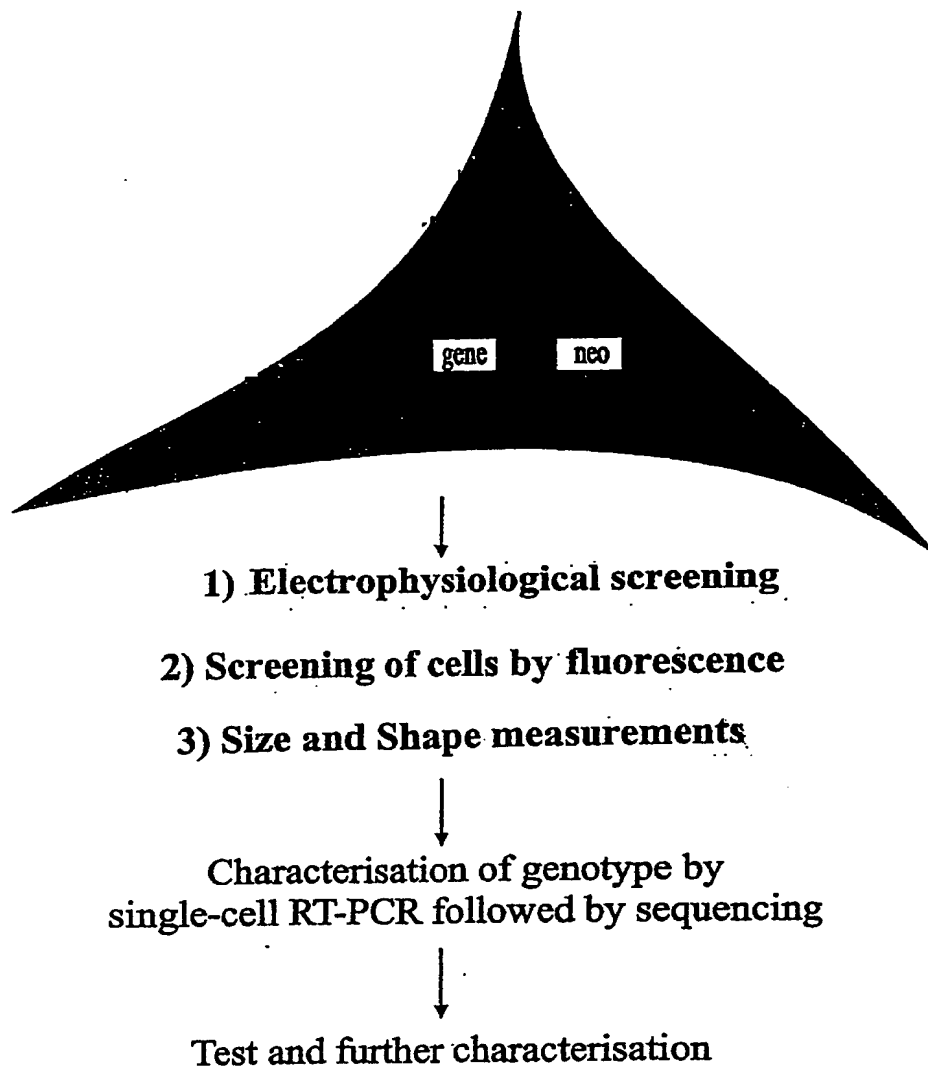 gene neo
1) Electrophysiological screening
2) Screening of cells by fluorescence
3) Size and Shape measurements
Characterisation of genotype by
single-cell RT-PCR followed by sequencing
Test and further characterisation